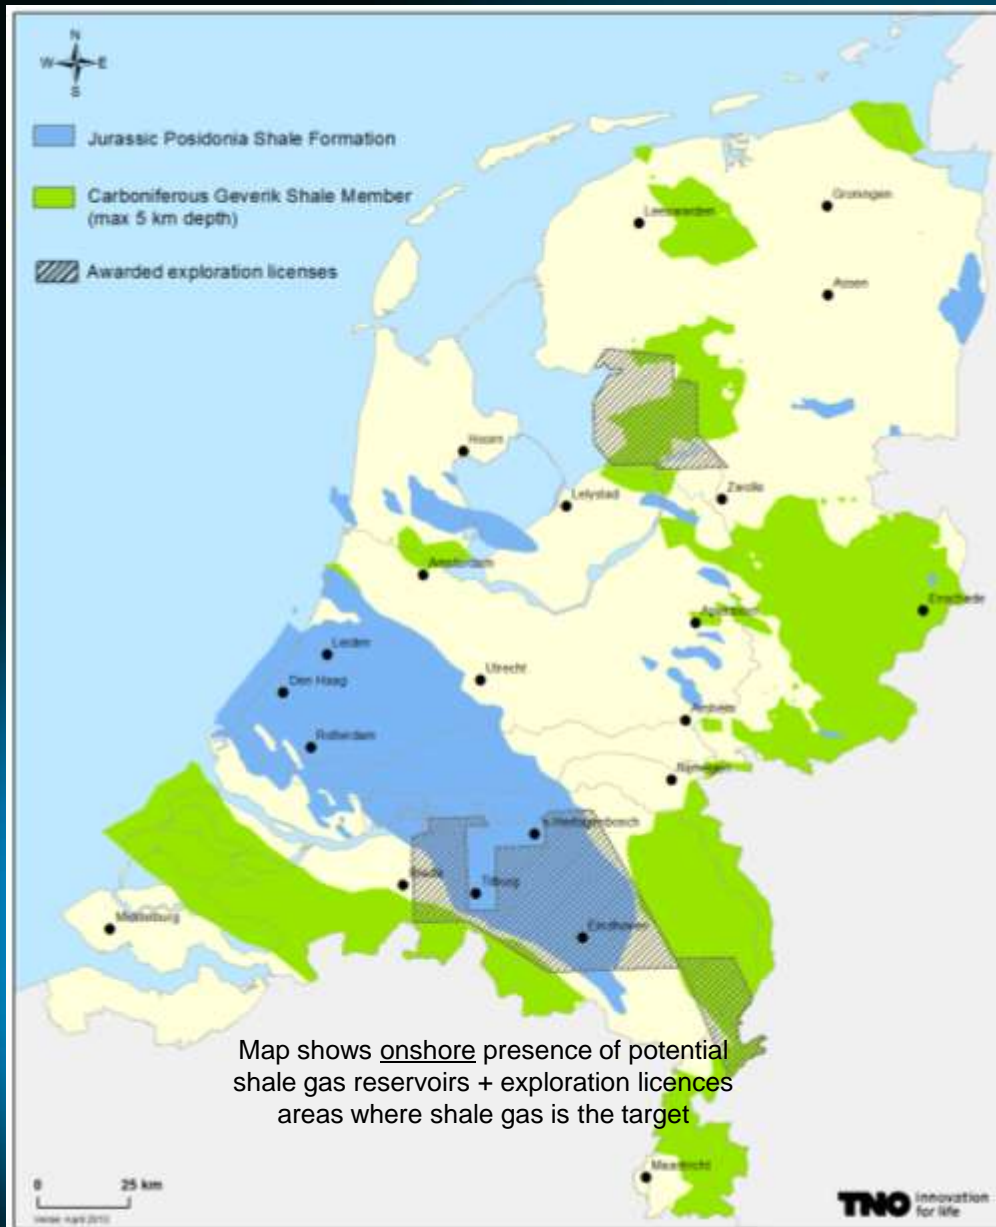 N
W E
S
Jurassic Posidonia Shale Formation
Carboniferous Geverik Shale Member
(max 5 km depth)
Awarded exploration licenses
Leeuwarden
Groningen
Assen
Hoorn
Lelystad
Zwolle
Amsterdam
Apeldoorn
Enschede
Leiden
Utrecht
Den Haag
Arnhem
Rotterdam
Nijmegen
s-Hertogenbosch
Breda
Tilburg
Middelburg
Eindhoven
Map shows onshore presence of potential
shale gas reservoirs + exploration licences
areas where shale gas is the target
Maastricht
0 25 km
TNO innovation
for life